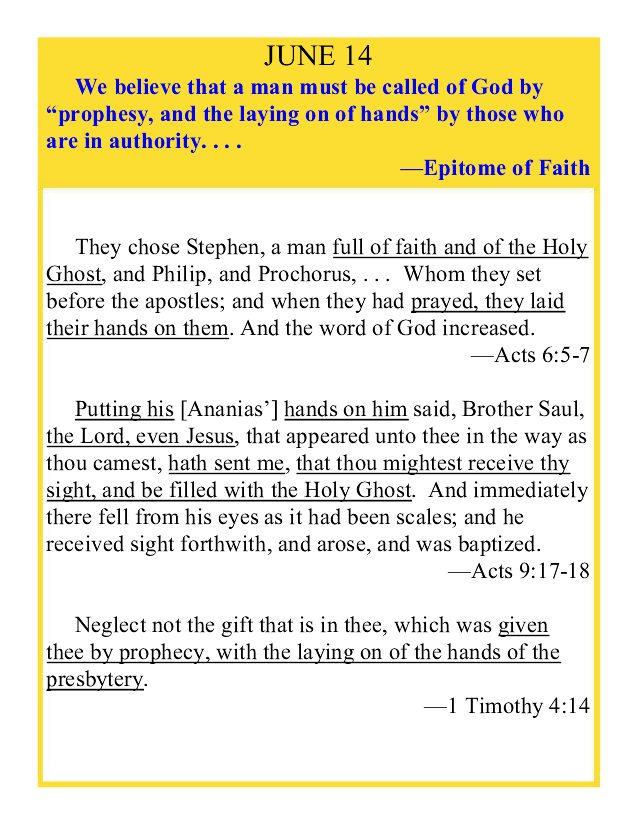 JUNE 14
We believe that a man must be called of God by
“prophesy, and the laying on of hands” by those who
are in authority. . . .
—Epitome of Faith
They chose Stephen, a man full of faith and of the Holy
Ghost, and Philip, and Prochorus, . . .  Whom they set
before the apostles; and when they had prayed, they laid
their hands on them. And the word of God increased.
—Acts 6:5-7
Putting his [Ananias’] hands on him said, Brother Saul,
the Lord, even Jesus, that appeared unto thee in the way as
thou camest, hath sent me, that thou mightest receive thy
sight, and be filled with the Holy Ghost.  And immediately
there fell from his eyes as it had been scales; and he
received sight forthwith, and arose, and was baptized.
—Acts 9:17-18
Neglect not the gift that is in thee, which was given
thee by prophecy, with the laying on of the hands of the
presbytery.
—1 Timothy 4:14